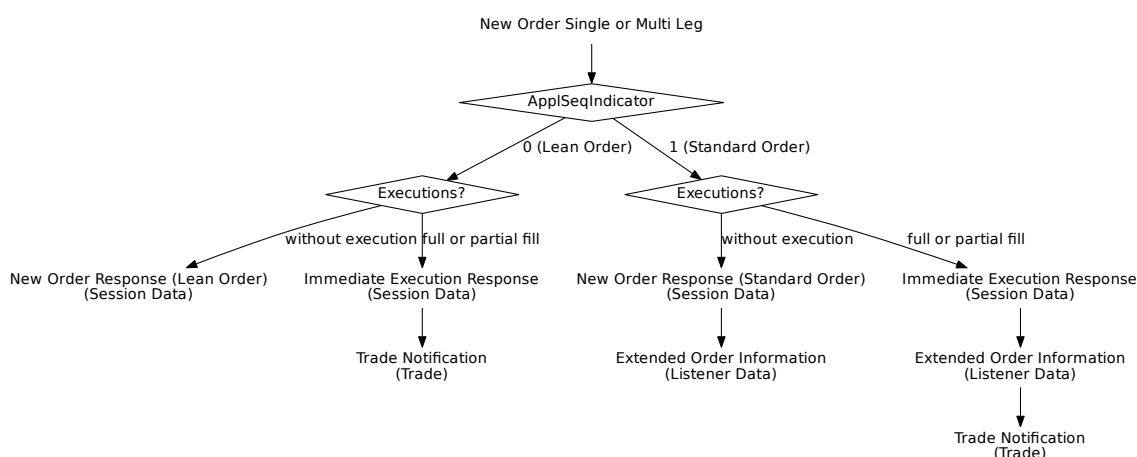 New Order Single or Multi Leg
ApplSeqIndicator
0 (Lean Order)
1 (Standard Order)
Executions?
Executions?
without execution
full or partial fill
without execution
full or partial fill
New Order Response (Lean Order)
(Session Data)
Immediate Execution Response
(Session Data)
New Order Response (Standard Order)
(Session Data)
Immediate Execution Response
(Session Data)
Trade Notification
(Trade)
Extended Order Information
(Listener Data)
Extended Order Information
(Listener Data)
Trade Notification
(Trade)